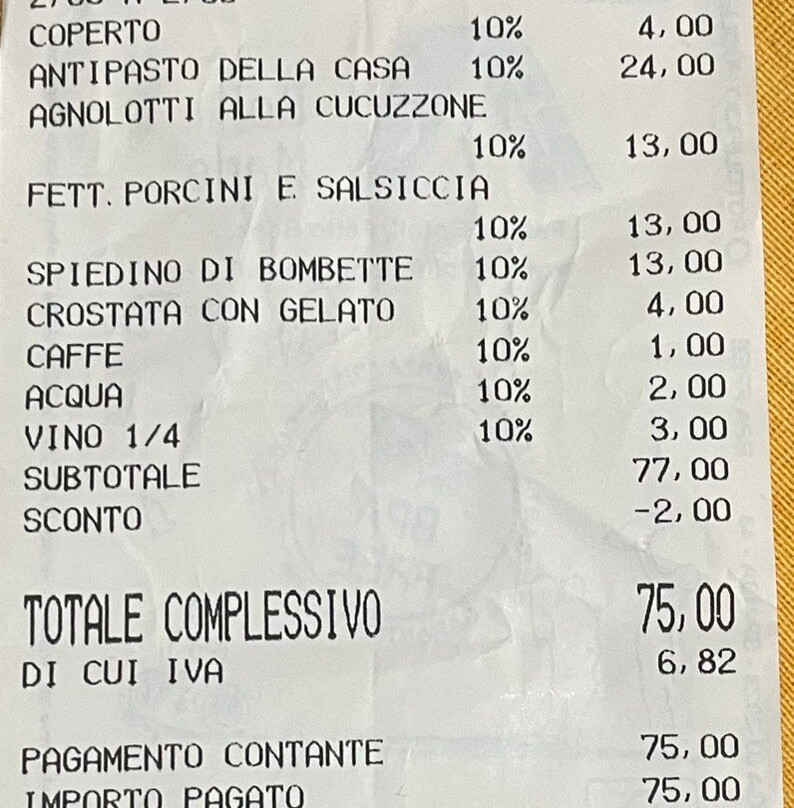 COPERTO 10% 4,00
ANTIPASTO DELLA CASA 10% 24,00
AGNOLOTTI ALLA CUCUZZONE
10% 13,00
FETT. PORCINI E SALSICCIA
10% 13,00
SPIEDINO DI BOMBETTE 10% 13,00
CROSTATA CON GELATO 10% 4,00
CAFFE 10% 1,00
ACQUA 10% 2,00
VINO 1/4 10% 3,00
SUBTOTALE 77,00
SCONTO -2,00
TOTALE COMPLESSIVO 75,00
DI CUI IVA 6,82
PAGAMENTO CONTANTE 75,00
IMPORTO PAGATO 75,00